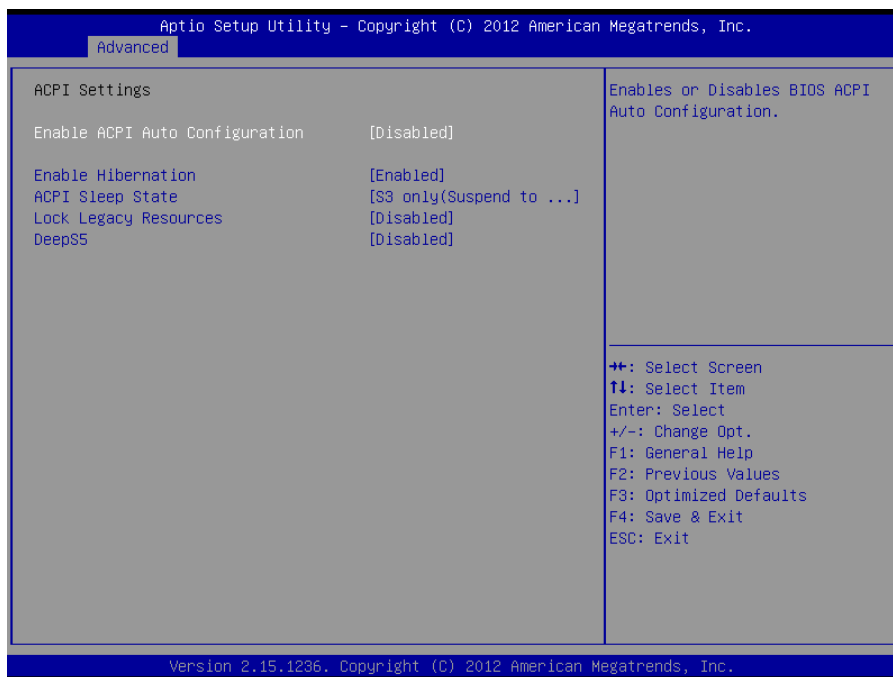 Aptio Setup Utility – Copyright (C) 2012 American Megatrends, Inc.
Advanced
ACPI Settings
Enable ACPI Auto Configuration [Disabled]
Enable Hibernation [Enabled]
ACPI Sleep State [S3 only(Suspend to ...]
Lock Legacy Resources [Disabled]
DeepS5 [Disabled]
Enables or Disables BIOS ACPI
Auto Configuration.
→←: Select Screen
↑↓: Select Item
Enter: Select
+/-: Change Opt.
F1: General Help
F2: Previous Values
F3: Optimized Defaults
F4: Save & Exit
ESC: Exit
Version 2.15.1236. Copyright (C) 2012 American Megatrends, Inc.